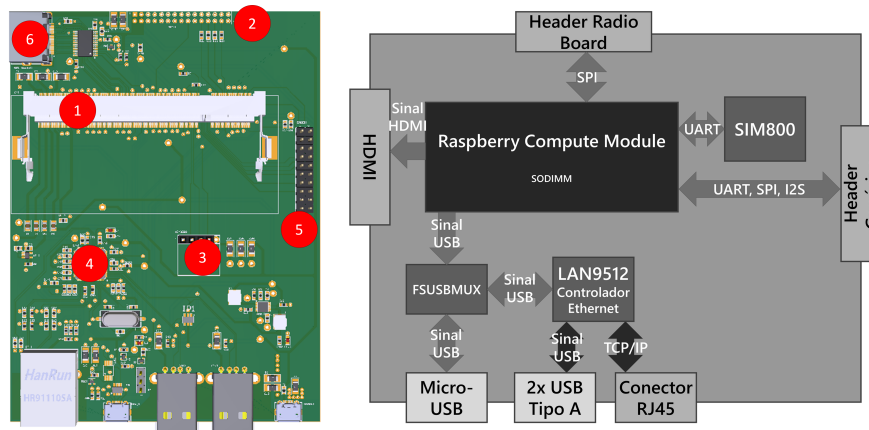 6
2
1
5
3
4
HanRun
HR911105A
Header Radio
Board
SPI
Sinal
HDMI
HDMI
Raspberry Compute Module
SODIMM
UART
SIM800
UART, SPI, I2S
Header
Sinal
USB
FSUSBMUX
Sinal
USB
LAN9512
Controlador
Ethernet
Sinal
USB
Sinal
USB
TCP/IP
Micro-
USB
2x USB
Tipo A
Conector
RJ45